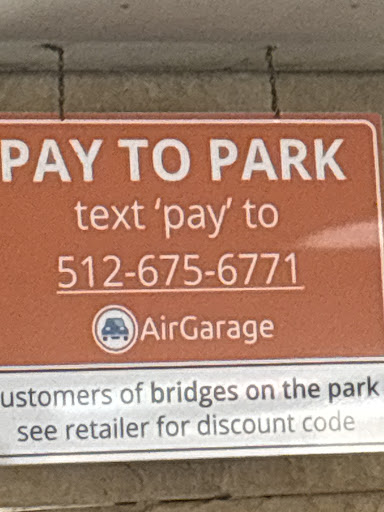 PAY TO PARK
text ‘pay’ to
512-675-6771
AirGarage
ustomers of bridges on the park
see retailer for discount code